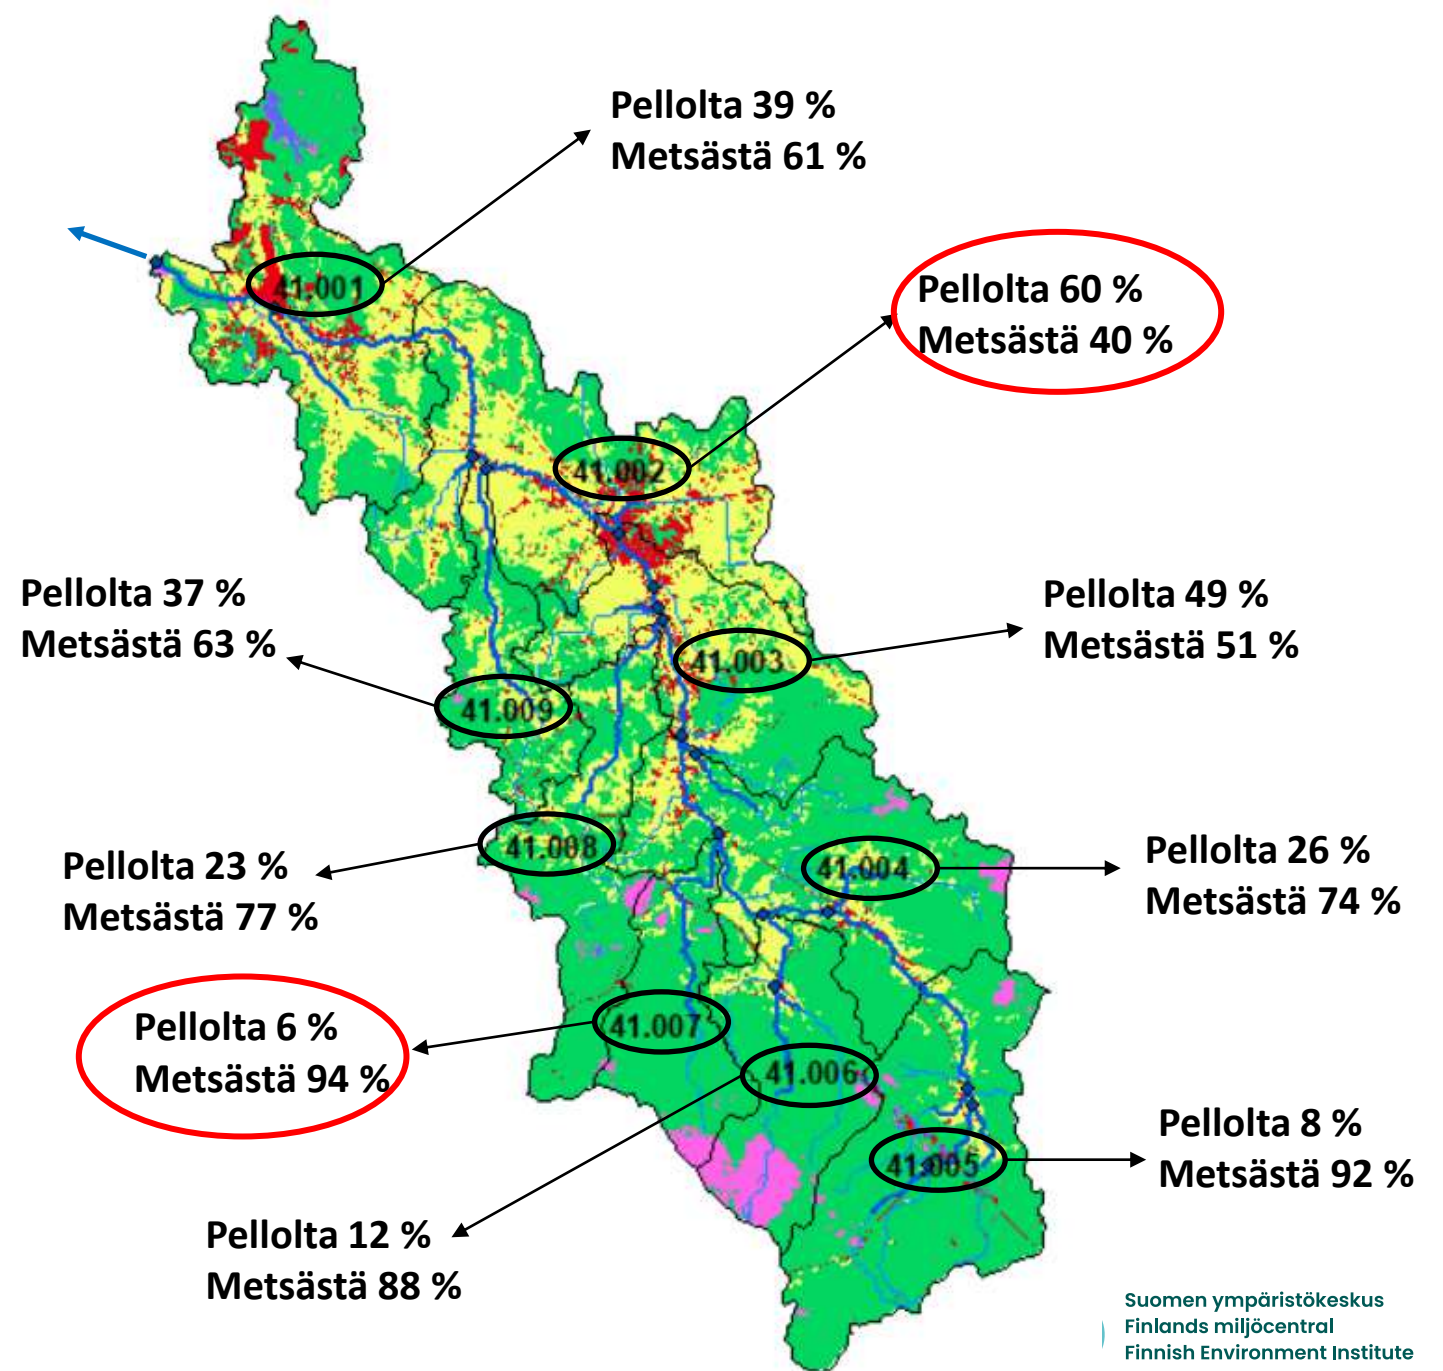 Pellolta 39 %
Metsästä 61 %
41.001
Pellolta 60 %
Metsästä 40 %
41.002
Pellolta 37 %
Metsästä 63 %
Pellolta 49 %
Metsästä 51 %
41.003
41.009
41.008
Pellolta 23 %
Metsästä 77 %
41.004
Pellolta 26 %
Metsästä 74 %
Pellolta 6 %
Metsästä 94 %
41.007
41.006
41.005
Pellolta 8 %
Metsästä 92 %
Pellolta 12 %
Metsästä 88 %
Suomen ympäristökeskus
Finlands miljöcentral
Finnish Environment Institute